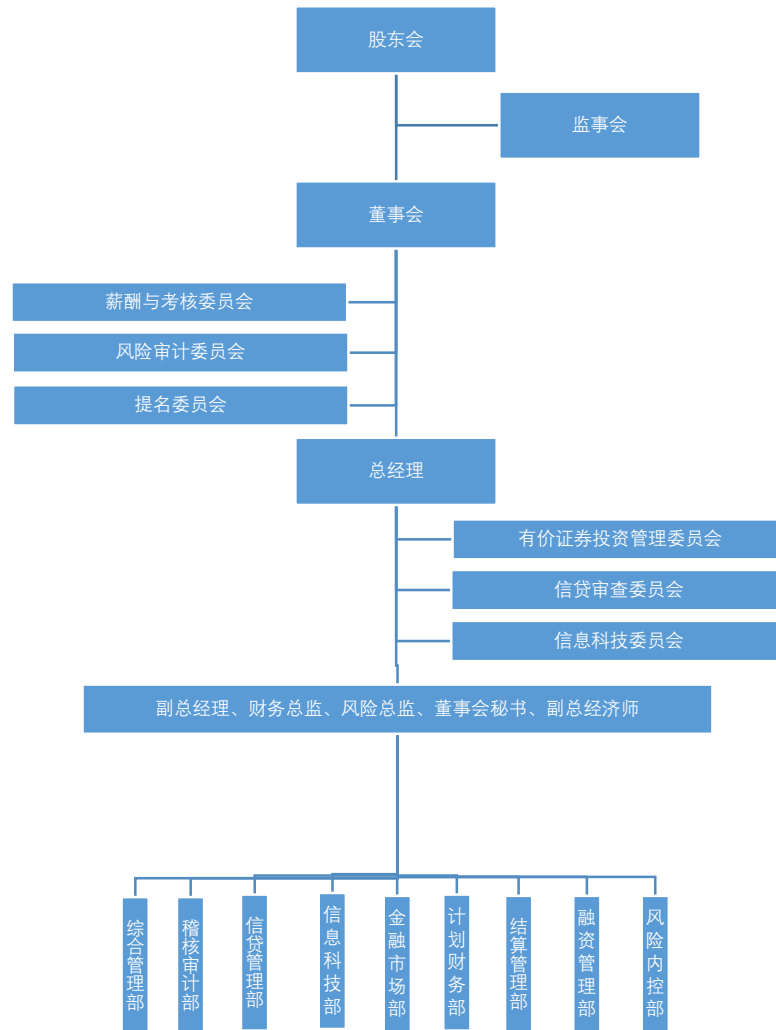 股东会
监事会
董事会
薪酬与考核委员会
风险审计委员会
提名委员会
总经理
有价证券投资管理委员会
信贷审查委员会
信息科技委员会
副总经理、财务总监、风险总监、董事会秘书、副总经济师
综合管理部
稽核审计部
信贷管理部
信息科技部
金融市场部
计划财务部
结算管理部
融资管理部
风险内控部